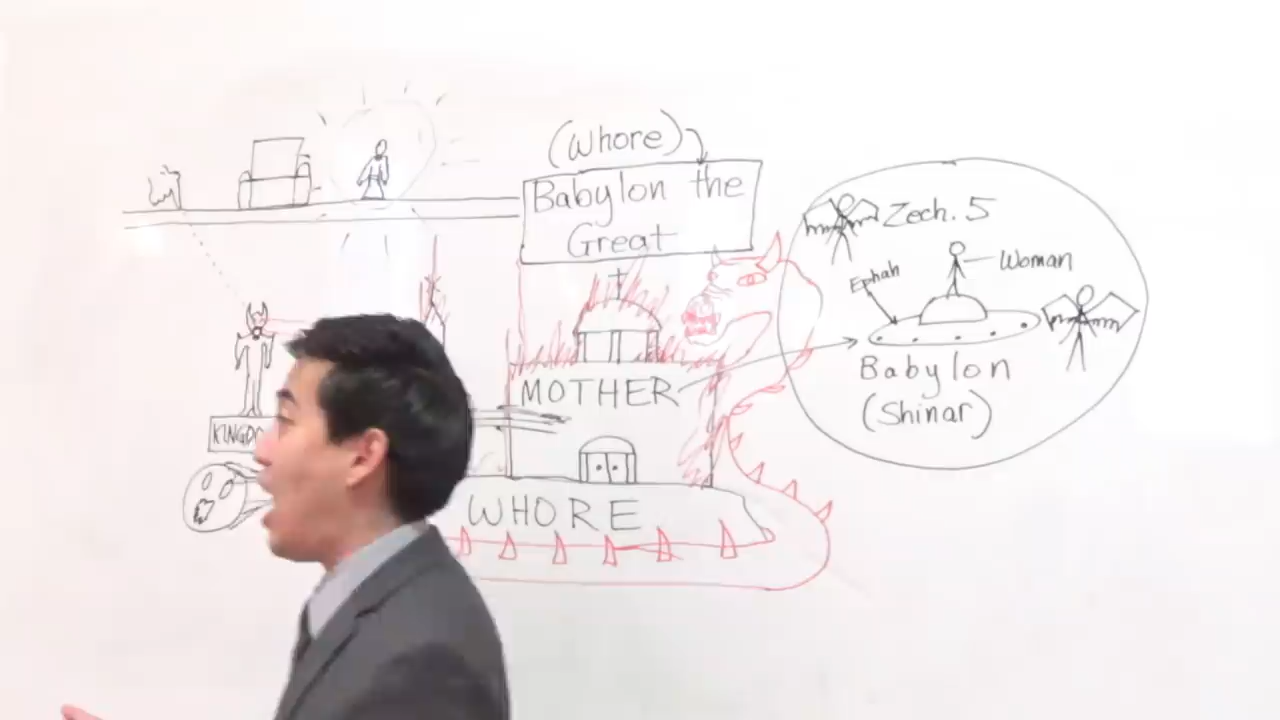 (Whore)
Babylon the
Great
Zech. 5
Woman
Ephah
MOTHER
Babylon
(Shinar)
WHORE